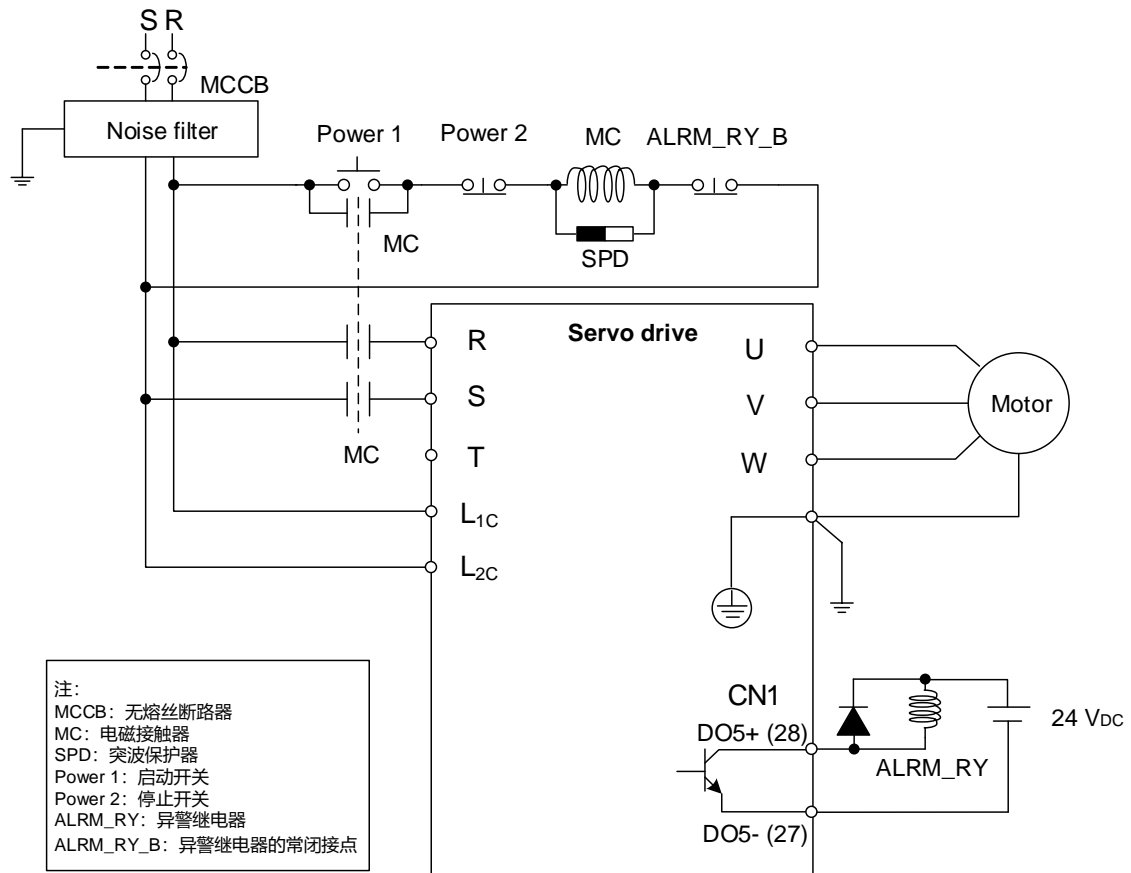 S R
MCCB
Noise filter
Power 1
Power 2
MC
ALRM_RY_B
MC
SPD
Servo drive
R
S
T
L1C
L2C
MC
U
V
W
Motor
CN1
DO5+ (28)
DO5- (27)
ALRM_RY
24 VDC
注：
MCCB：无熔丝断路器
MC：电磁接触器
SPD：突波保护器
Power 1：启动开关
Power 2：停止开关
ALRM_RY：异警继电器
ALRM_RY_B：异警继电器的常闭接点